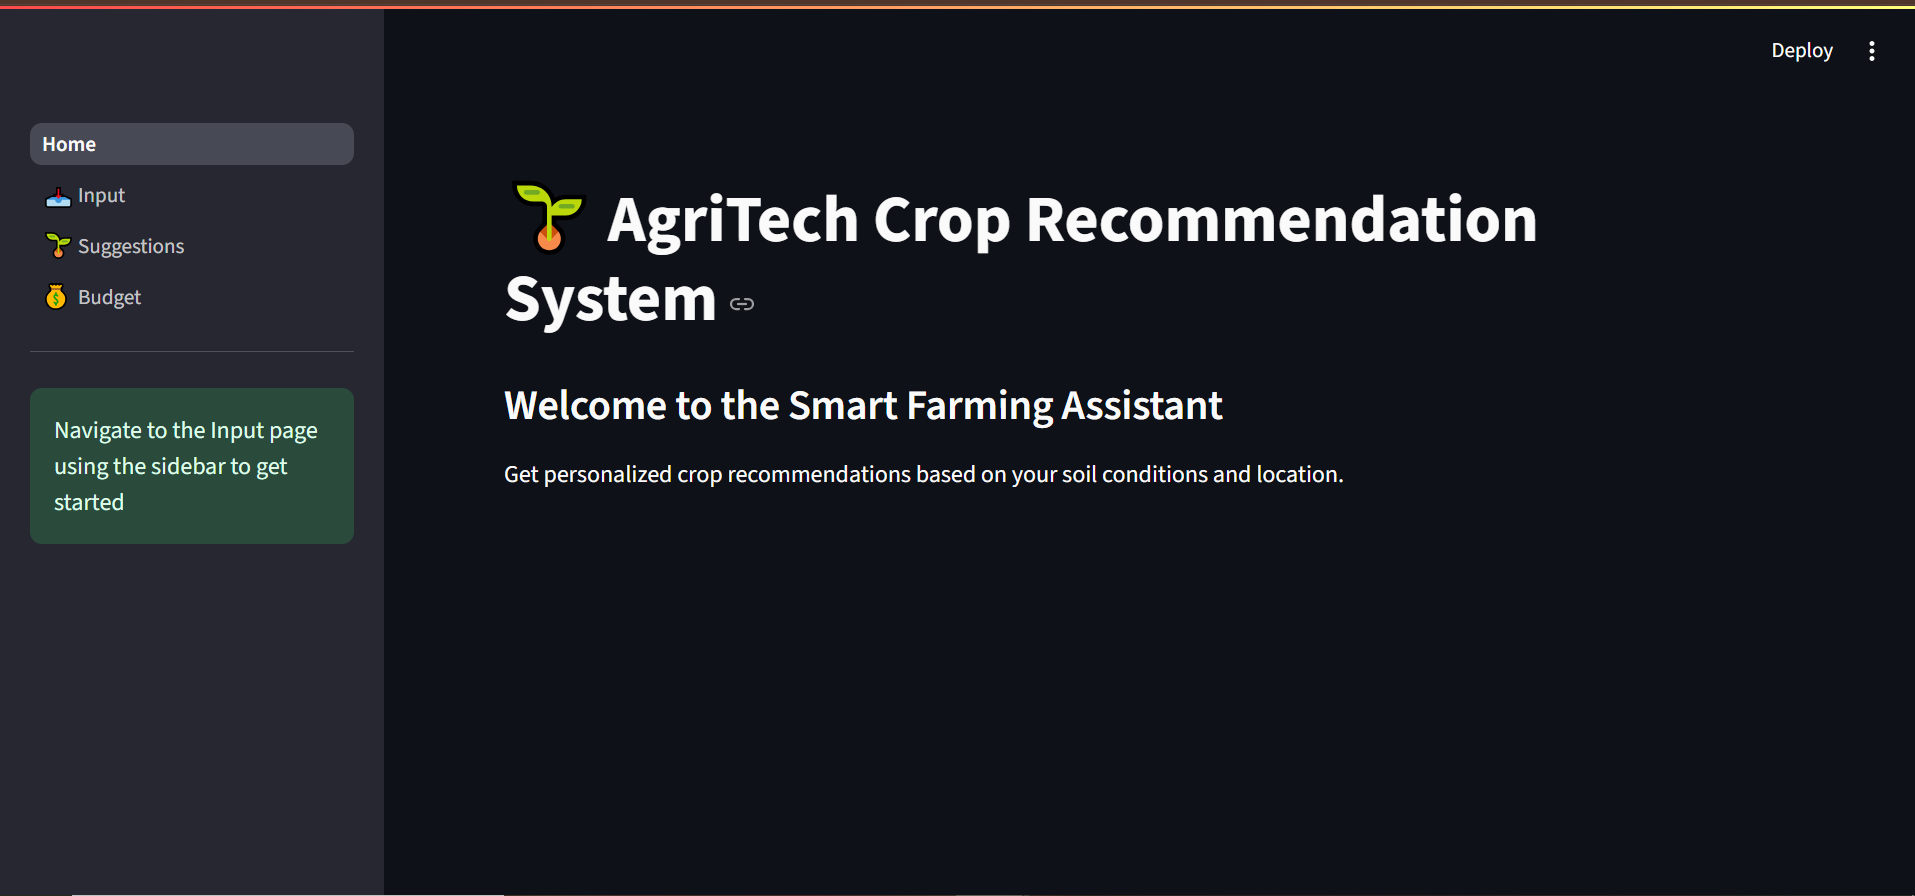 Deploy
Home
Input
Suggestions
Budget
Navigate to the Input page
using the sidebar to get
started
AgriTech Crop Recommendation
System
Welcome to the Smart Farming Assistant
Get personalized crop recommendations based on your soil conditions and location.